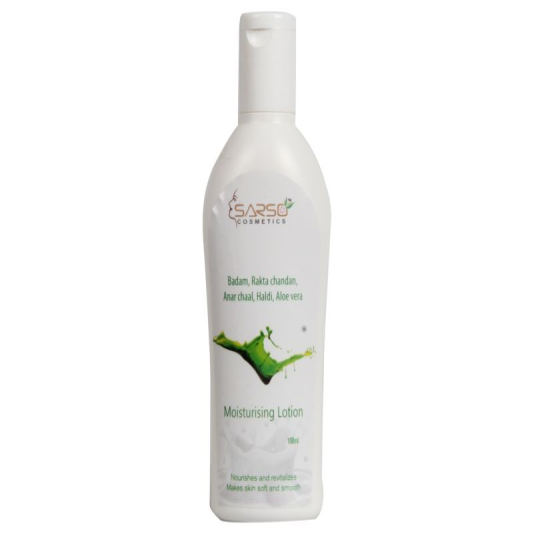 SARSO
COSMETICS
Badam, Rakta chandan,
Anar chaal, Haldi, Aloe vera
Moisturising Lotion
100ml
Nourishes and revitalizes
Makes skin soft and smooth